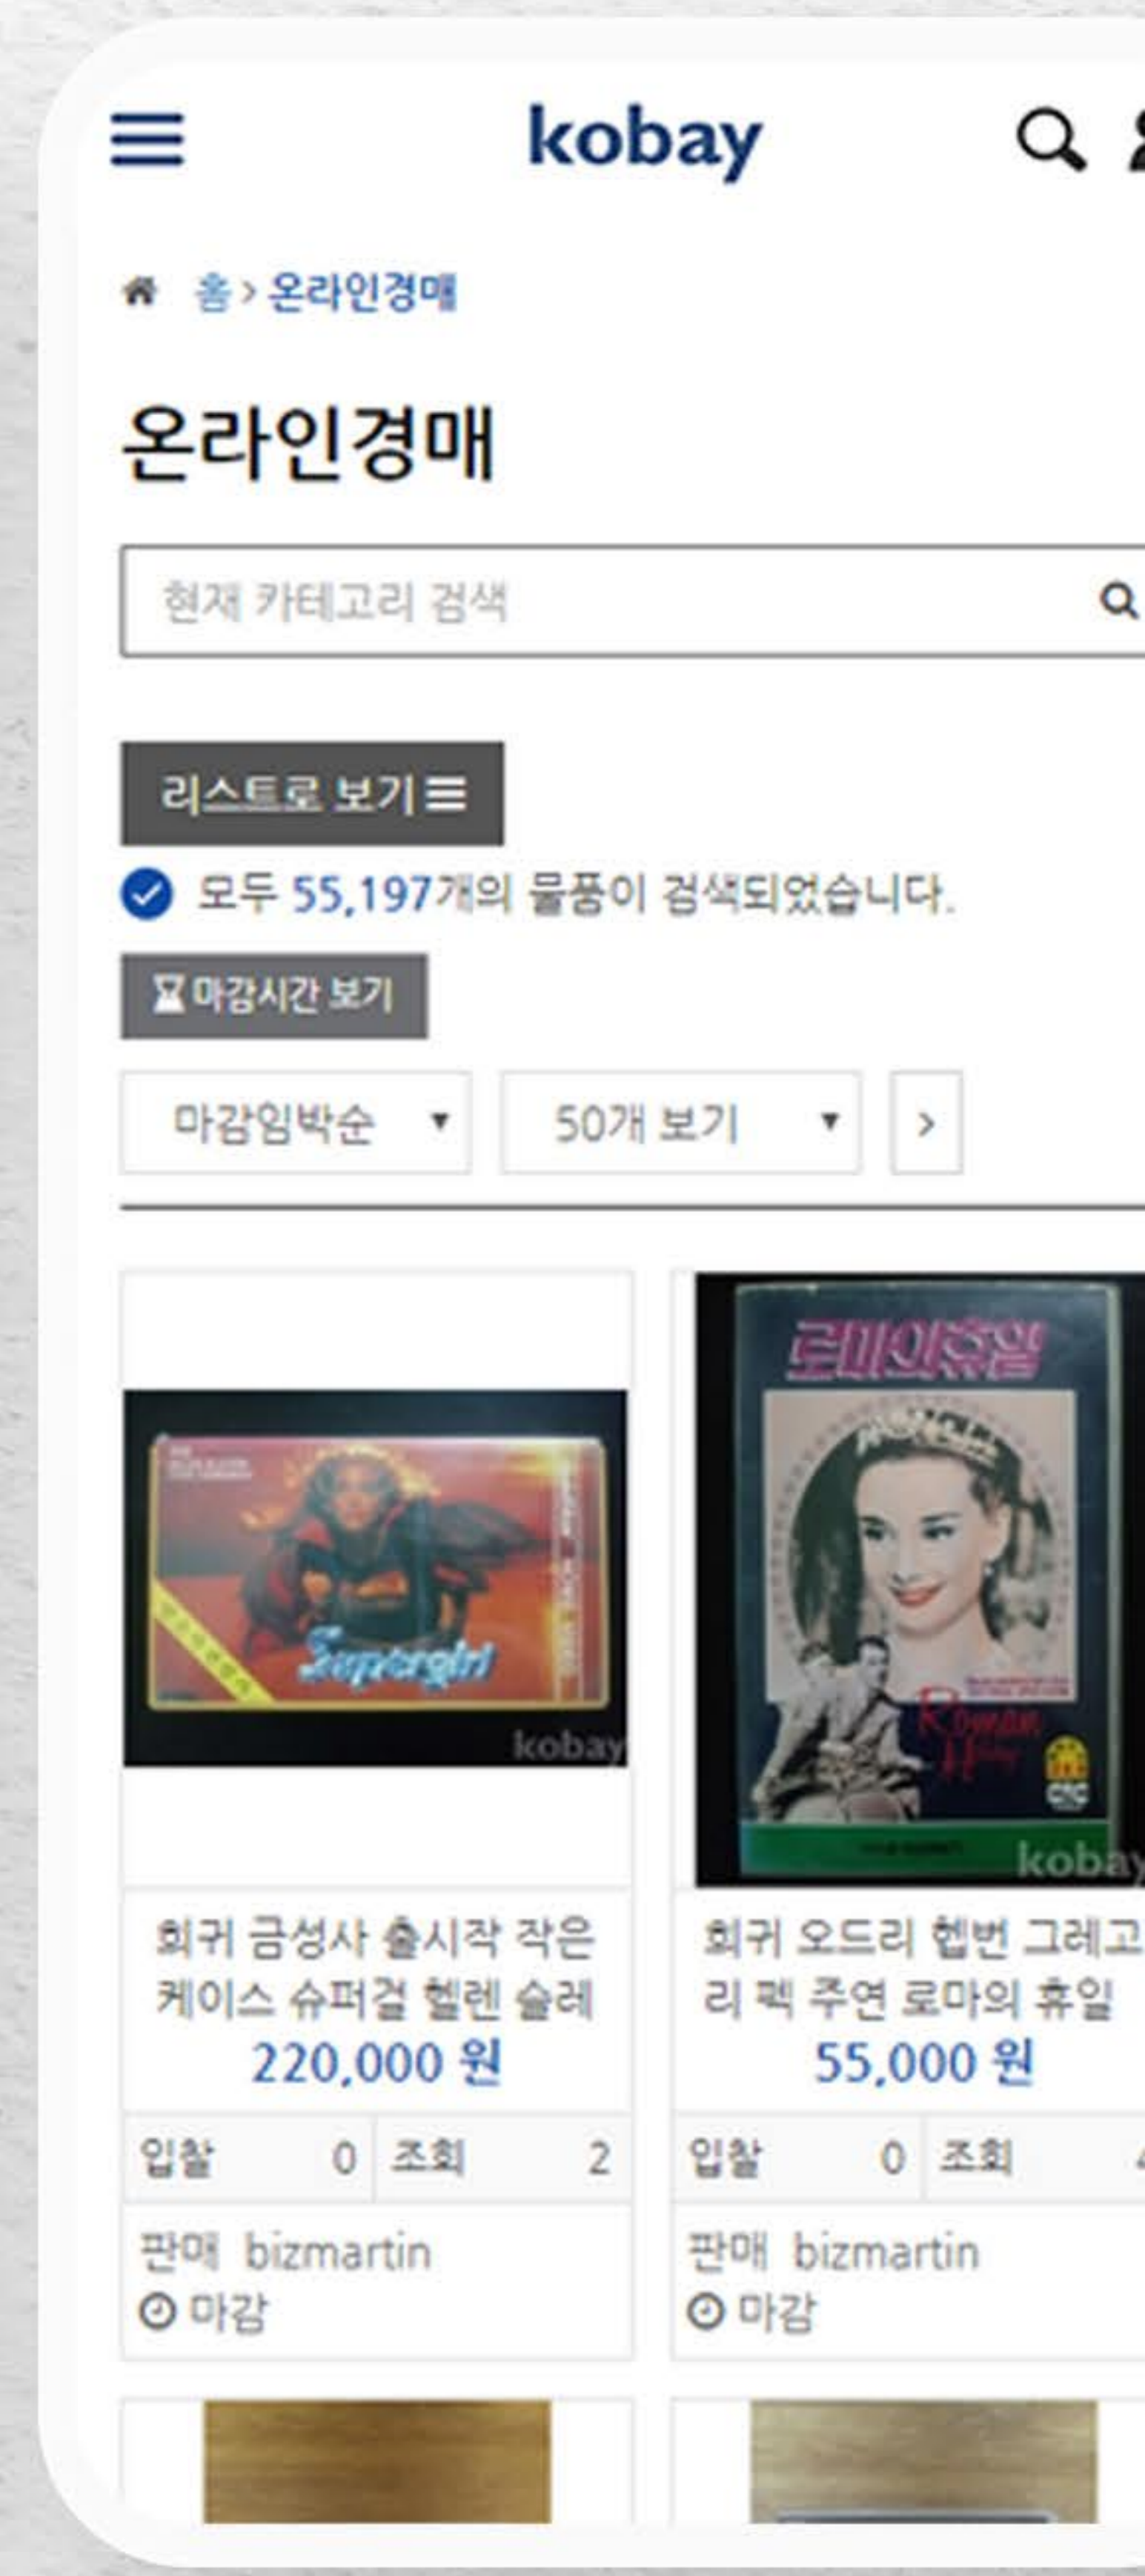 kobay
홈 > 온라인경매
온라인경매
현재 카테고리 검색
리스트로 보기
모두 55,197개의 물품이 검색되었습니다.
마감시간 보기
마감임박순
50개 보기
>
Supergirl
kobay
로마의휴일
Roman
CIC
kobay
희귀 금성사 출시작 작은
케이스 슈퍼걸 헬렌 슬레
220,000 원
입찰 0 조회 2
판매 bizmartin
마감
희귀 오드리 헵번 그레고
리 펙 주연 로마의 휴일
55,000 원
입찰 0 조회
판매 bizmartin
마감